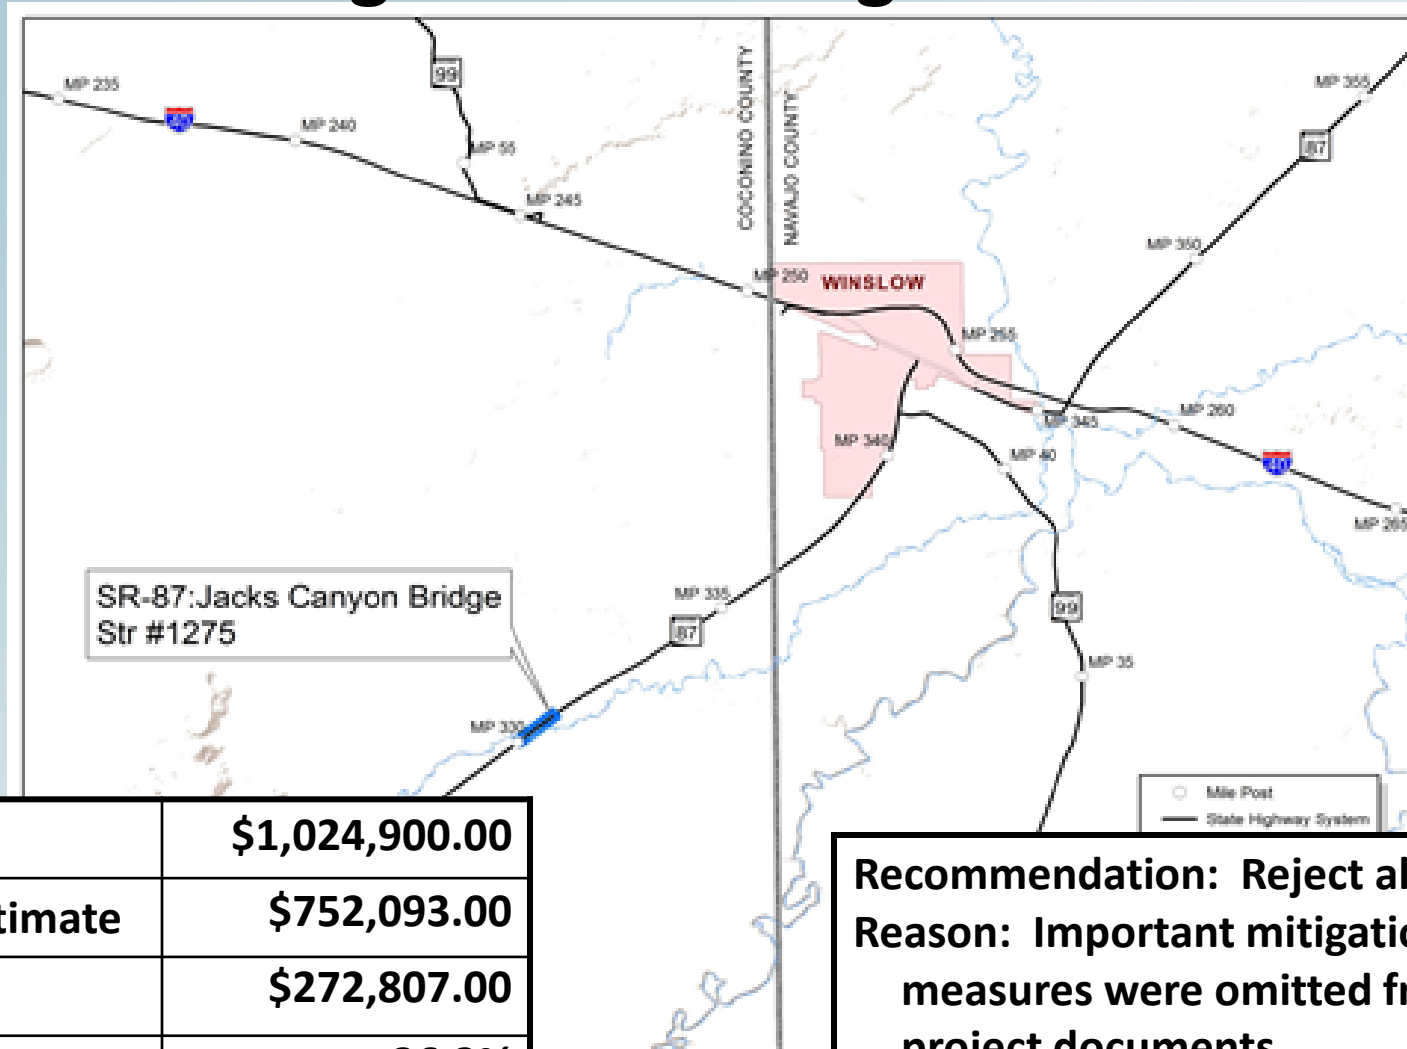 MP 235
40
MP 240
99
MP 55
MP 245
COCONINO COUNTY
NAVAJO COUNTY
MP 250
WINSLOW
MP 255
MP 355
87
MP 350
MP 345
MP 260
40
MP 265
MP 340
MP 40
99
MP 35
MP 335
87
SR-87:Jacks Canyon Bridge
Str #1275
MP 330
Mile Post
State Highway System
$1,024,900.00
timate $752,093.00
$272,807.00
Recommendation: Reject al
Reason: Important mitigatio
measures were omitted fr
project documents